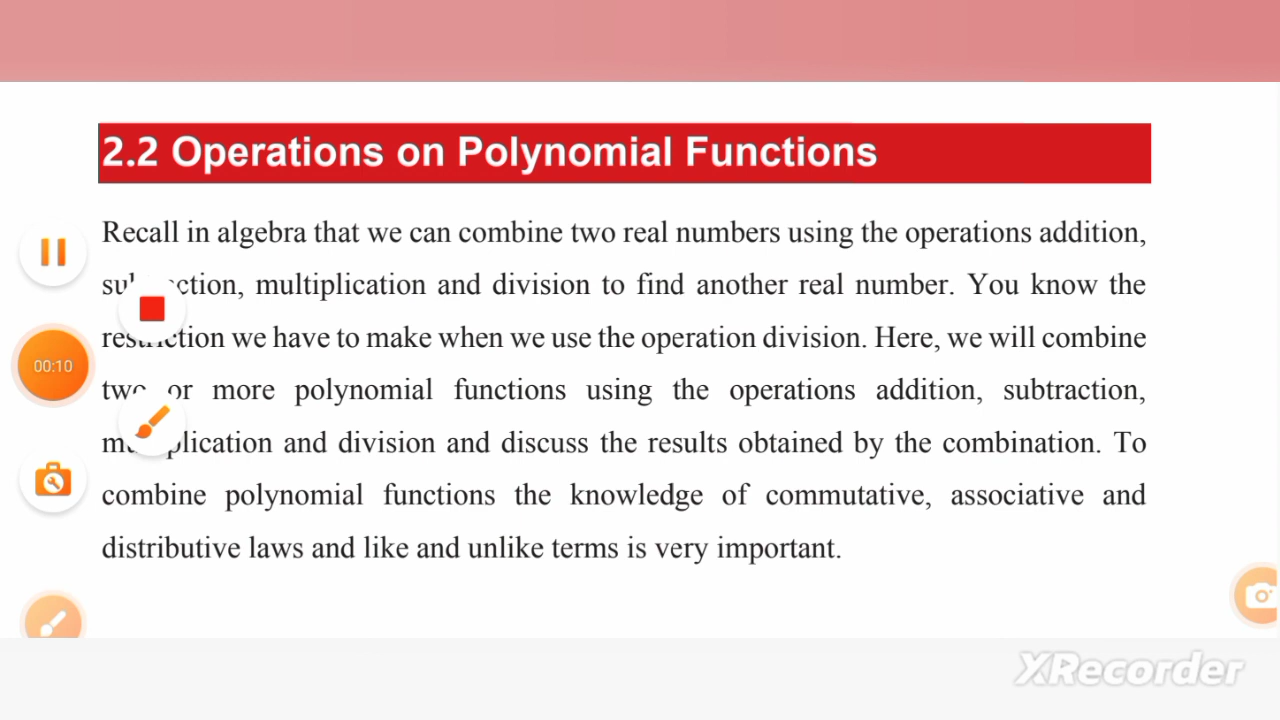 2.2 Operations on Polynomial Functions
Recall in algebra that we can combine two real numbers using the operations addition,
multiplication and division to find another real number. You know the
we have to make when we use the operation division. Here, we will combine
or more polynomial functions using the operations addition, subtraction,
and division and discuss the results obtained by the combination. To
combine polynomial functions the knowledge of commutative, associative and
distributive laws and like and unlike terms is very important.
00:10
XRecorder